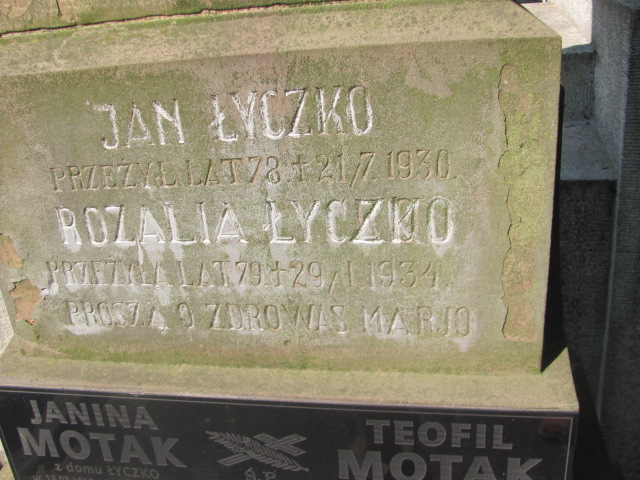 JAN ŁYCZKO
PRZEŻYŁ LAT 78 + 21/7. 1930.
ROZALIA ŁYCZKO
PRZEŻYŁA LAT 79 + 29/I. 1934.
PROSZĄ O ZDROWAŚ MARJO
JANINA
MOTAK
z domu ŁYCZKO
Ś.P.
TEOFIL
MOTAK